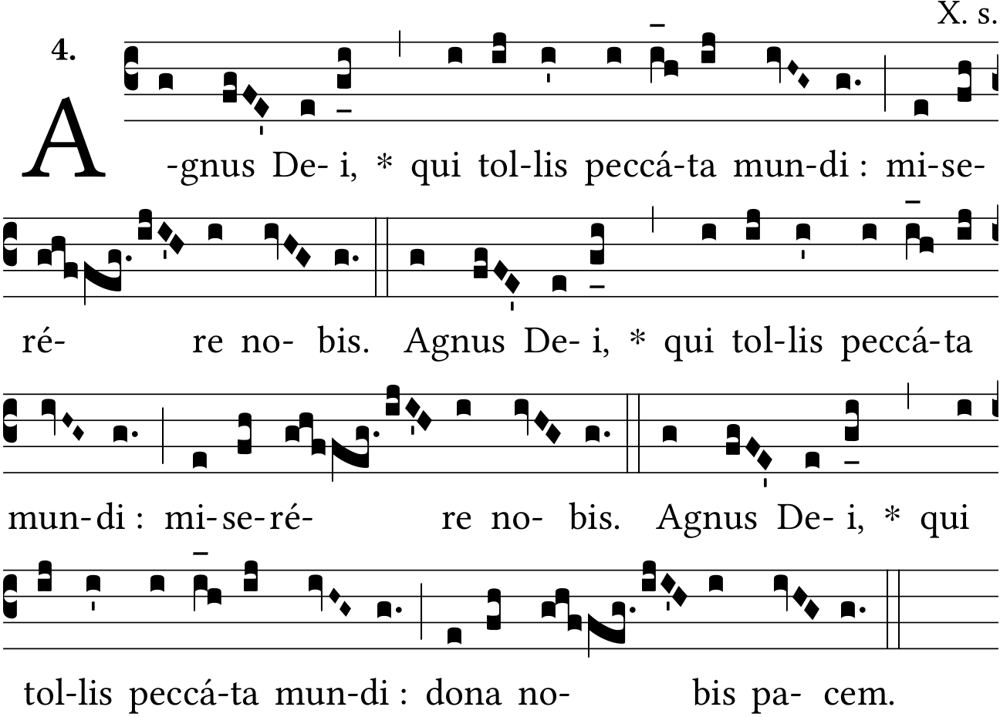 X. s.
4.
A-gnus De- i, * qui tol-lis peccá-ta mun-di : mi-se-
ré- re no- bis. Agnus De- i, * qui tol-lis peccá-ta
mun-di : mi-se-ré- re no- bis. Agnus De- i, * qui
tol-lis peccá-ta mun-di : dona no- bis pa- cem.